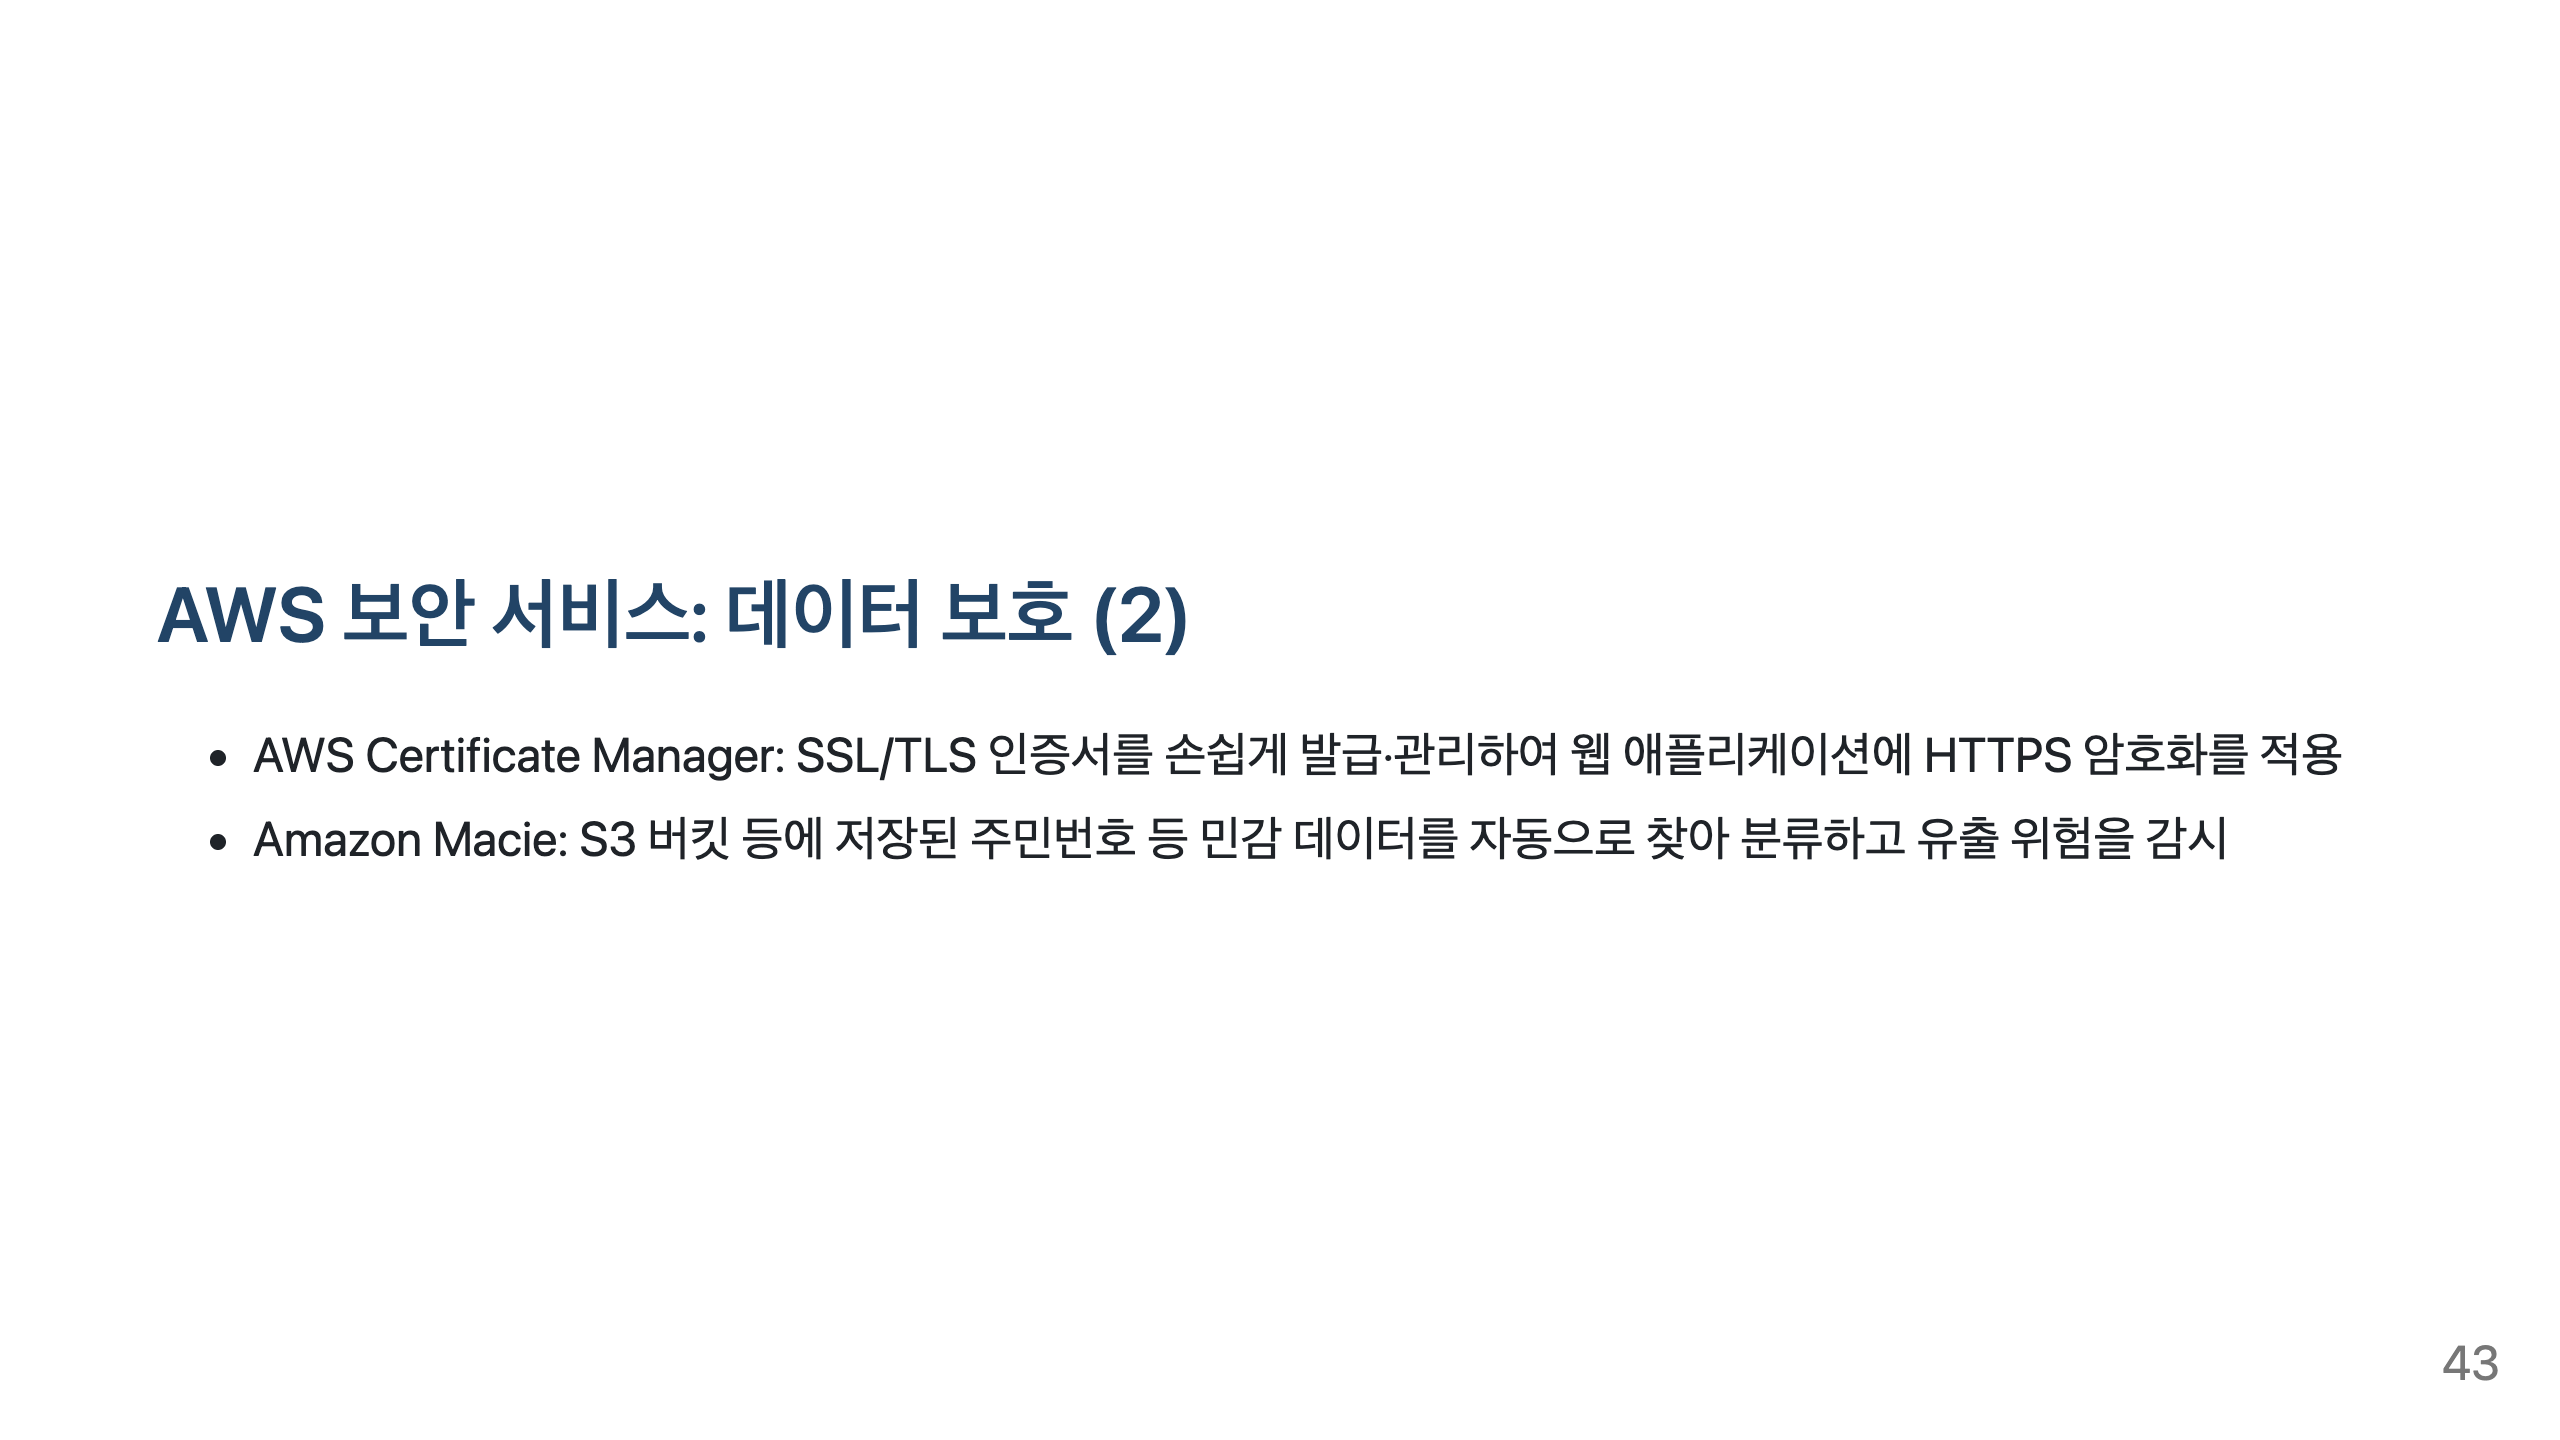 AWS 보안 서비스: 데이터 보호 (2)
• AWS Certificate Manager: SSL/TLS 인증서를 손쉽게 발급·관리하여 웹 애플리케이션에 HTTPS 암호화를 적용
• Amazon Macie: S3 버킷 등에 저장된 주민번호 등 민감 데이터를 자동으로 찾아 분류하고 유출 위험을 감시
43